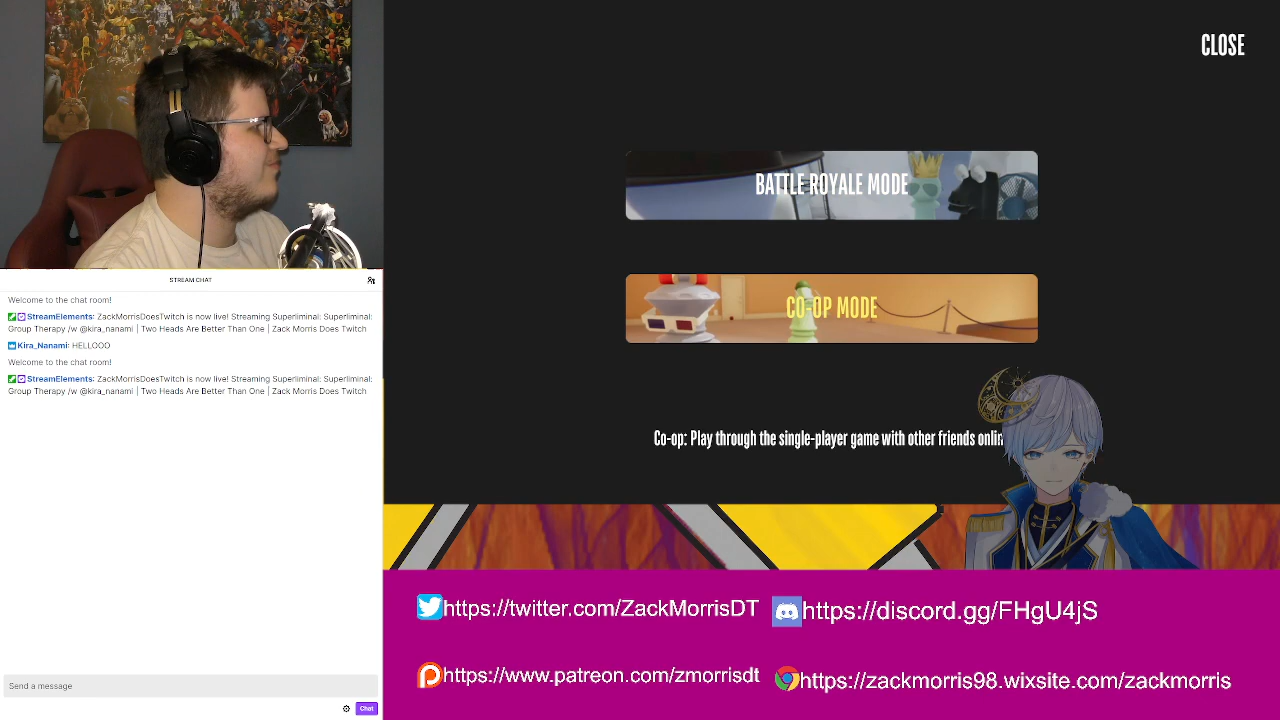 CLOSE
BATTLE ROYALE MODE
CO-OP MODE
Co-op: Play through the single-player game with other friends onlin
STREAM CHAT
Welcome to the chat room!
StreamElements: ZackMorrisDoesTwitch is now live! Streaming Superliminal: Superliminal:
Group Therapy /w @kira_nanami | Two Heads Are Better Than One | Zack Morris Does Twitch
Kira_Nanami: HELLOOO
Welcome to the chat room!
StreamElements: ZackMorrisDoesTwitch is now live! Streaming Superliminal: Superliminal:
Group Therapy /w @kira_nanami | Two Heads Are Better Than One | Zack Morris Does Twitch
Send a message
Chat
https://twitter.com/ZackMorrisDT
https://discord.gg/FHgU4jS
https://www.patreon.com/zmorrisdt
https://zackmorris98.wixsite.com/zackmorris